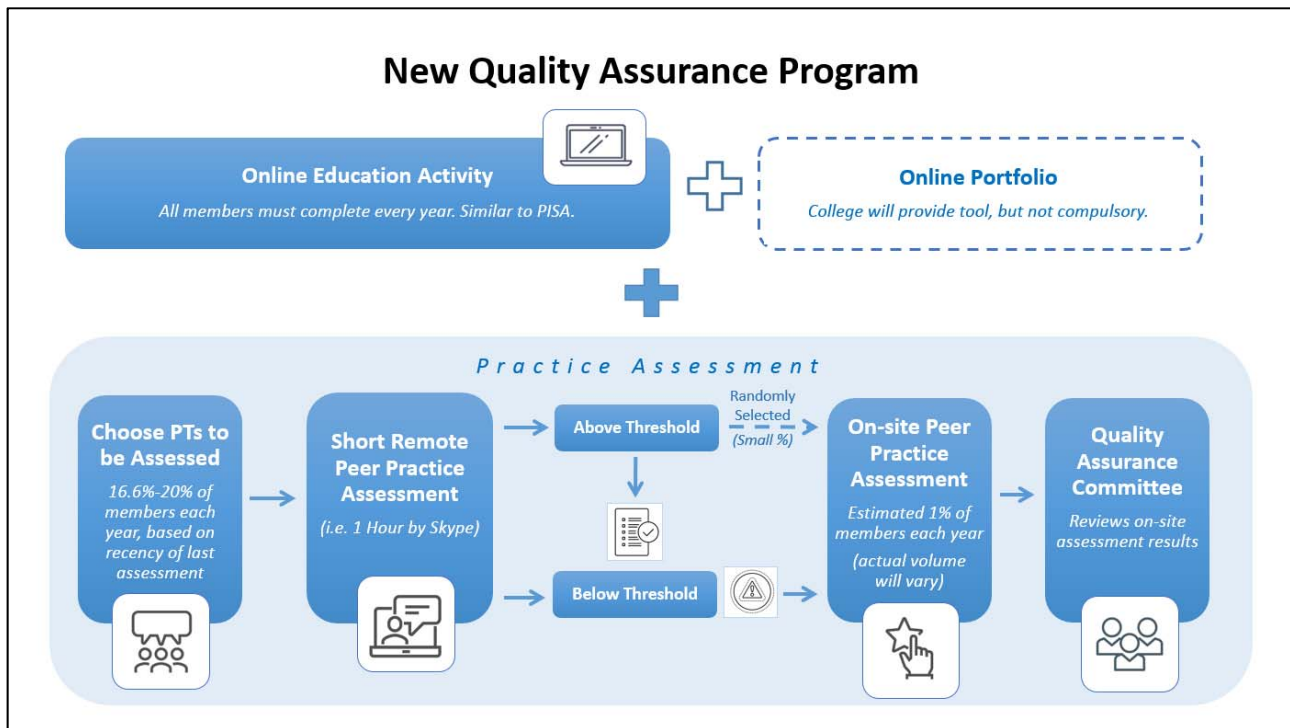 New Quality Assurance Program
Online Education Activity
All members must complete every year. Similar to PISA.
Online Portfolio
College will provide tool, but not compulsory.
Practice Assessment
Choose PTs to
be Assessed
16.6%-20% of
members each
year, based on
recency of last
assessment
Short Remote
Peer Practice
Assessment
(i.e. 1 Hour by Skype)
Above Threshold
Randomly
Selected
(Small %)
Below Threshold
On-site Peer
Practice
Assessment
Estimated 1% of
members each year
(actual volume
will vary)
Quality
Assurance
Committee
Reviews on-site
assessment results